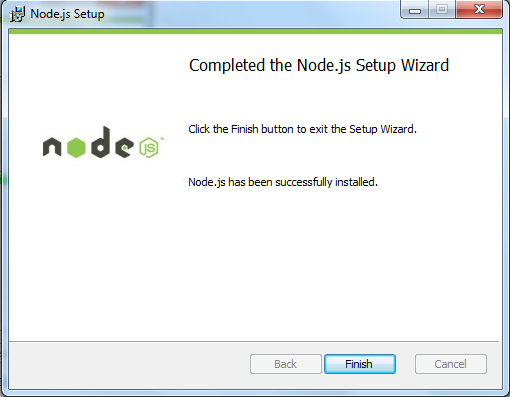 Node.js Setup
Completed the Node.js Setup Wizard
Click the Finish button to exit the Setup Wizard.
node JS™
Node.js has been successfully installed.
Back Finish Cancel